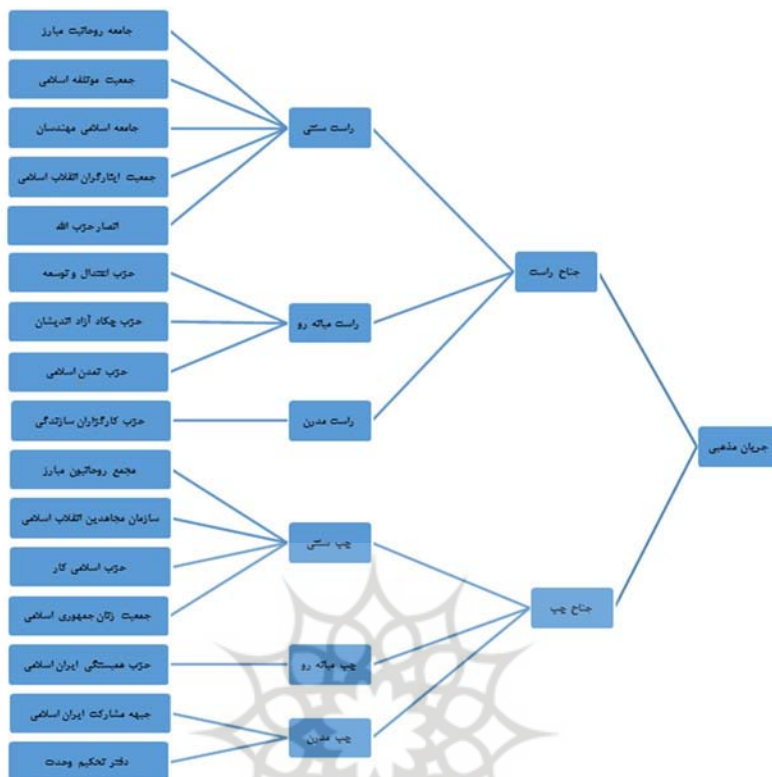 جریان مذهبی
جناح راست
راست سنتی
جامعه روحانیت مبارز
جمعیت موتلفه اسلامی
جامعه اسلامی مهندسان
جمعیت ایثارگران انقلاب اسلامی
انصار حزب الله
راست میانه رو
حزب اعتدال و توسعه
حزب چکاد آزاد اندیشان
حزب تمدن اسلامی
راست مدرن
حزب کارگزاران سازندگی
جناح چپ
چپ سنتی
مجمع روحانیون مبارز
سازمان مجاهدین انقلاب اسلامی
حزب اسلامی کار
جمعیت زنان جمهوری اسلامی
چپ میانه رو
حزب همبستگی ایران اسلامی
چپ مدرن
جبهه مشارکت ایران اسلامی
دفتر تحکیم وحدت